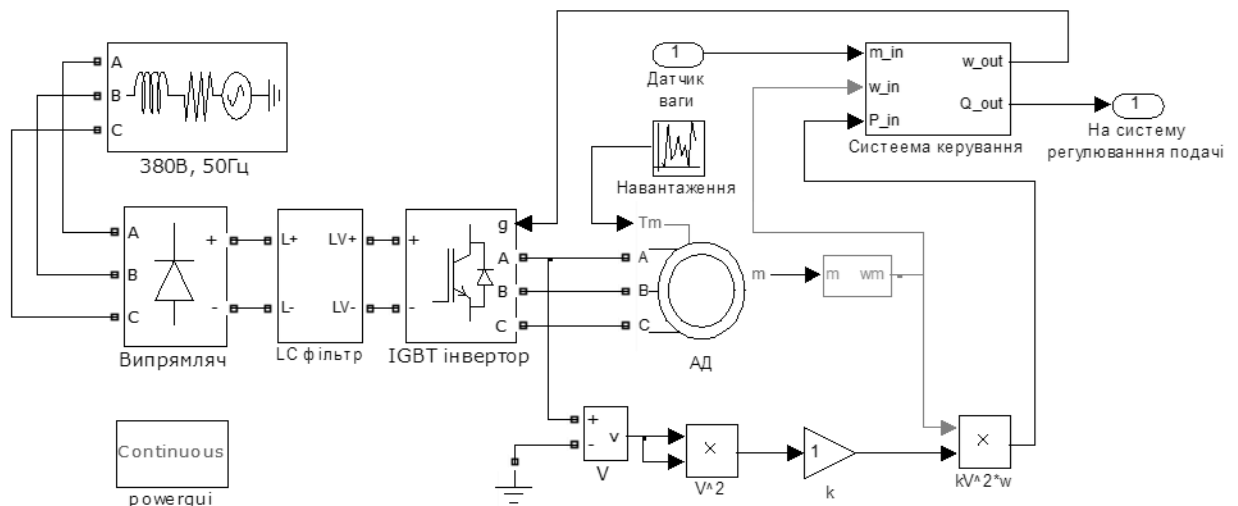 A
B
C
380В, 50Гц
A
B
C
+
-
Випрямляч
L+
L-
LV+
LV-
LC фільтр
+
-
g
A
B
C
IGBT інвертор
1
Датчик
ваги
Навантаження
Tm
A
B
C
m
АД
m wm
m_in
w_in
P_in
w_out
Q_out
Систеема керування
1
На систему
регулюванння подачі
Continuous
powergui
+
-
v
V
×
V^2
1
k
×
kV^2*w